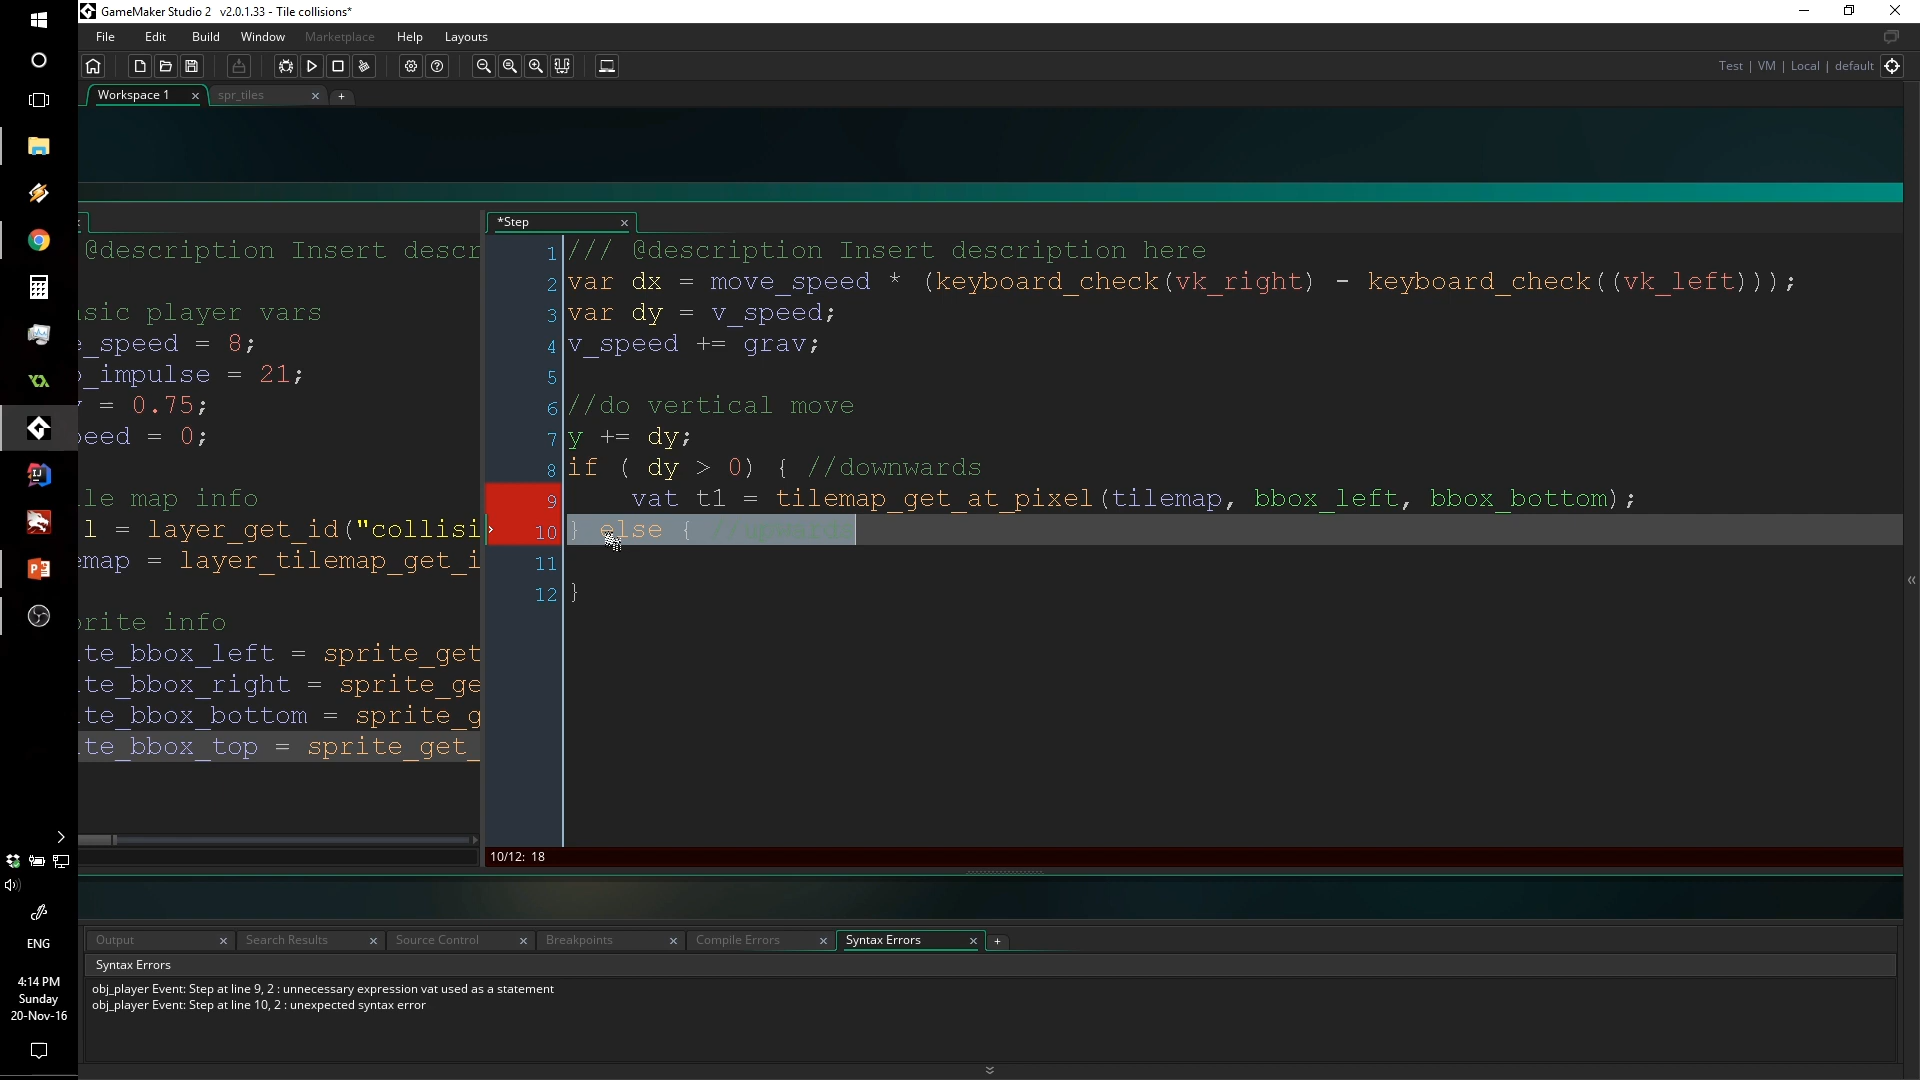 GameMaker Studio 2 v2.0.1.33 - Tile collisions*
File Edit Build Window Marketplace Help Layouts
Test | VM | Local | default
Workspace 1 spr_tiles
*Step
@description Insert descr
sic player vars
_speed = 8;
_impulse = 21;
= 0.75;
eed = 0;
le map info
l = layer_get_id("collisi
map = layer_tilemap_get_i
rite info
te_bbox_left = sprite_get
te_bbox_right = sprite_ge
te_bbox_bottom = sprite_g
te_bbox_top = sprite_get_
1 /// @description Insert description here
2 var dx = move_speed * (keyboard_check(vk_right) - keyboard_check((vk_left)));
3 var dy = v_speed;
4 v_speed += grav;
5
6 //do vertical move
7 y += dy;
8 if ( dy > 0) { //downwards
9 vat t1 = tilemap_get_at_pixel(tilemap, bbox_left, bbox_bottom);
10 } else { //upwards
11
12 }
10/12: 18
Output Search Results Source Control Breakpoints Compile Errors Syntax Errors
Syntax Errors
obj_player Event: Step at line 9, 2 : unnecessary expression vat used as a statement
obj_player Event: Step at line 10, 2 : unexpected syntax error
ENG
4:14 PM
Sunday
20-Nov-16